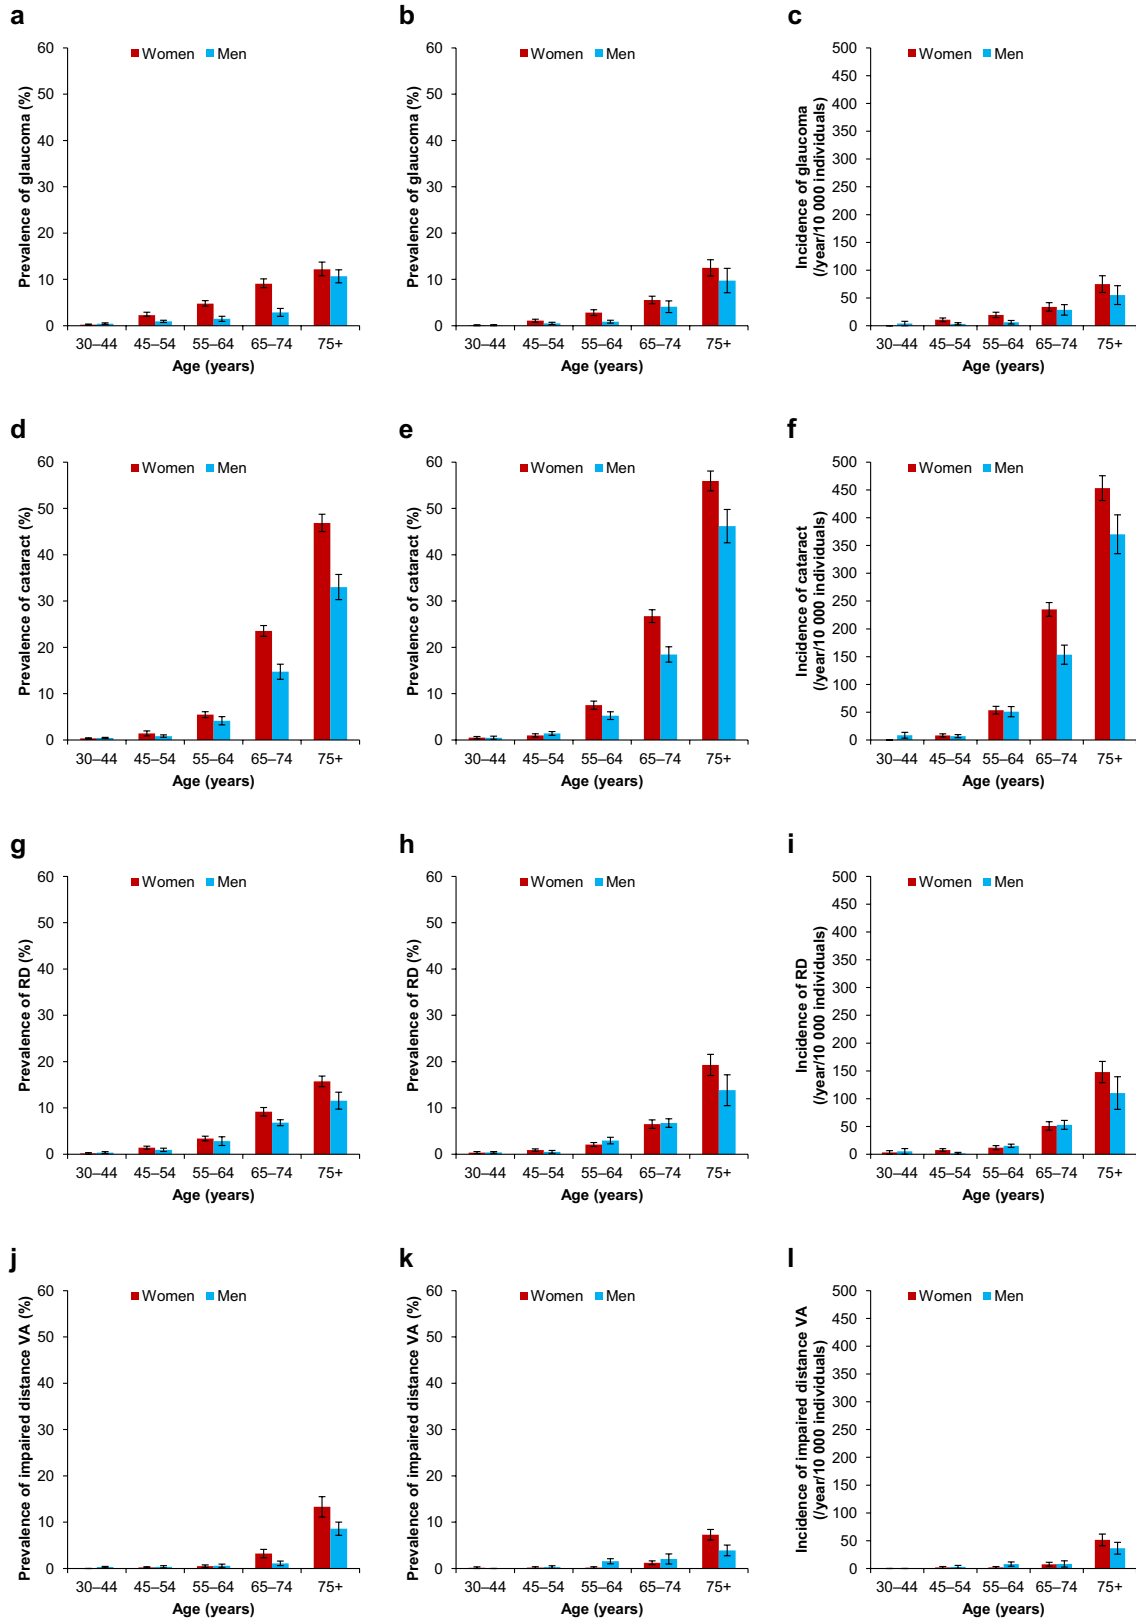 a
Women Men
Prevalence of glaucoma (%)
60
50
40
30
20
10
0
30–44 45–54 55–64 65–74 75+
Age (years)
b
Women Men
Prevalence of glaucoma (%)
60
50
40
30
20
10
0
30–44 45–54 55–64 65–74 75+
Age (years)
c
Women Men
Incidence of glaucoma
(/year/10 000 individuals)
500
450
400
350
300
250
200
150
100
50
0
30–44 45–54 55–64 65–74 75+
Age (years)
d
Women Men
Prevalence of cataract (%)
60
50
40
30
20
10
0
30–44 45–54 55–64 65–74 75+
Age (years)
e
Women Men
Prevalence of cataract (%)
60
50
40
30
20
10
0
30–44 45–54 55–64 65–74 75+
Age (years)
f
Women Men
Incidence of cataract
(/year/10 000 individuals)
500
450
400
350
300
250
200
150
100
50
0
30–44 45–54 55–64 65–74 75+
Age (years)
g
Women Men
Prevalence of RD (%)
60
50
40
30
20
10
0
30–44 45–54 55–64 65–74 75+
Age (years)
h
Women Men
Prevalence of RD (%)
60
50
40
30
20
10
0
30–44 45–54 55–64 65–74 75+
Age (years)
i
Women Men
Incidence of RD
(/year/10 000 individuals)
500
450
400
350
300
250
200
150
100
50
0
30–44 45–54 55–64 65–74 75+
Age (years)
j
Women Men
Prevalence of impaired distance VA (%)
60
50
40
30
20
10
0
30–44 45–54 55–64 65–74 75+
Age (years)
k
Women Men
Prevalence of impaired distance VA (%)
60
50
40
30
20
10
0
30–44 45–54 55–64 65–74 75+
Age (years)
l
Women Men
Incidence of impaired distance VA
(/year/10 000 individuals)
500
450
400
350
300
250
200
150
100
50
0
30–44 45–54 55–64 65–74 75+
Age (years)